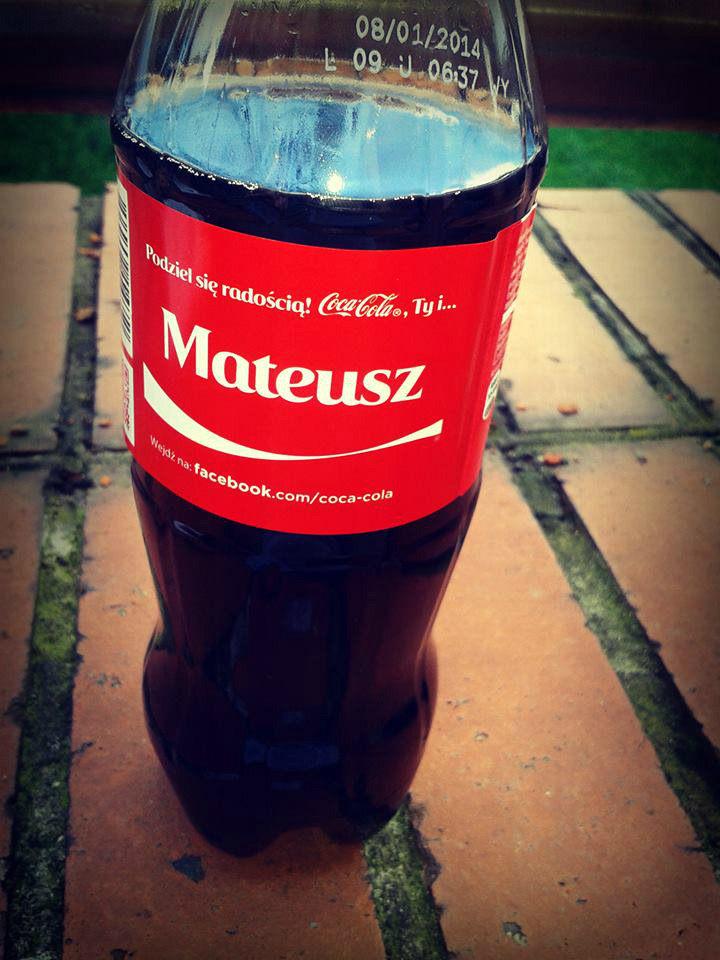 08/01/2014
L 09 U 06:37 WY
Podziel się radością! Coca-Cola®, Ty i...
Mateusz
Wejdź na: facebook.com/coca-cola